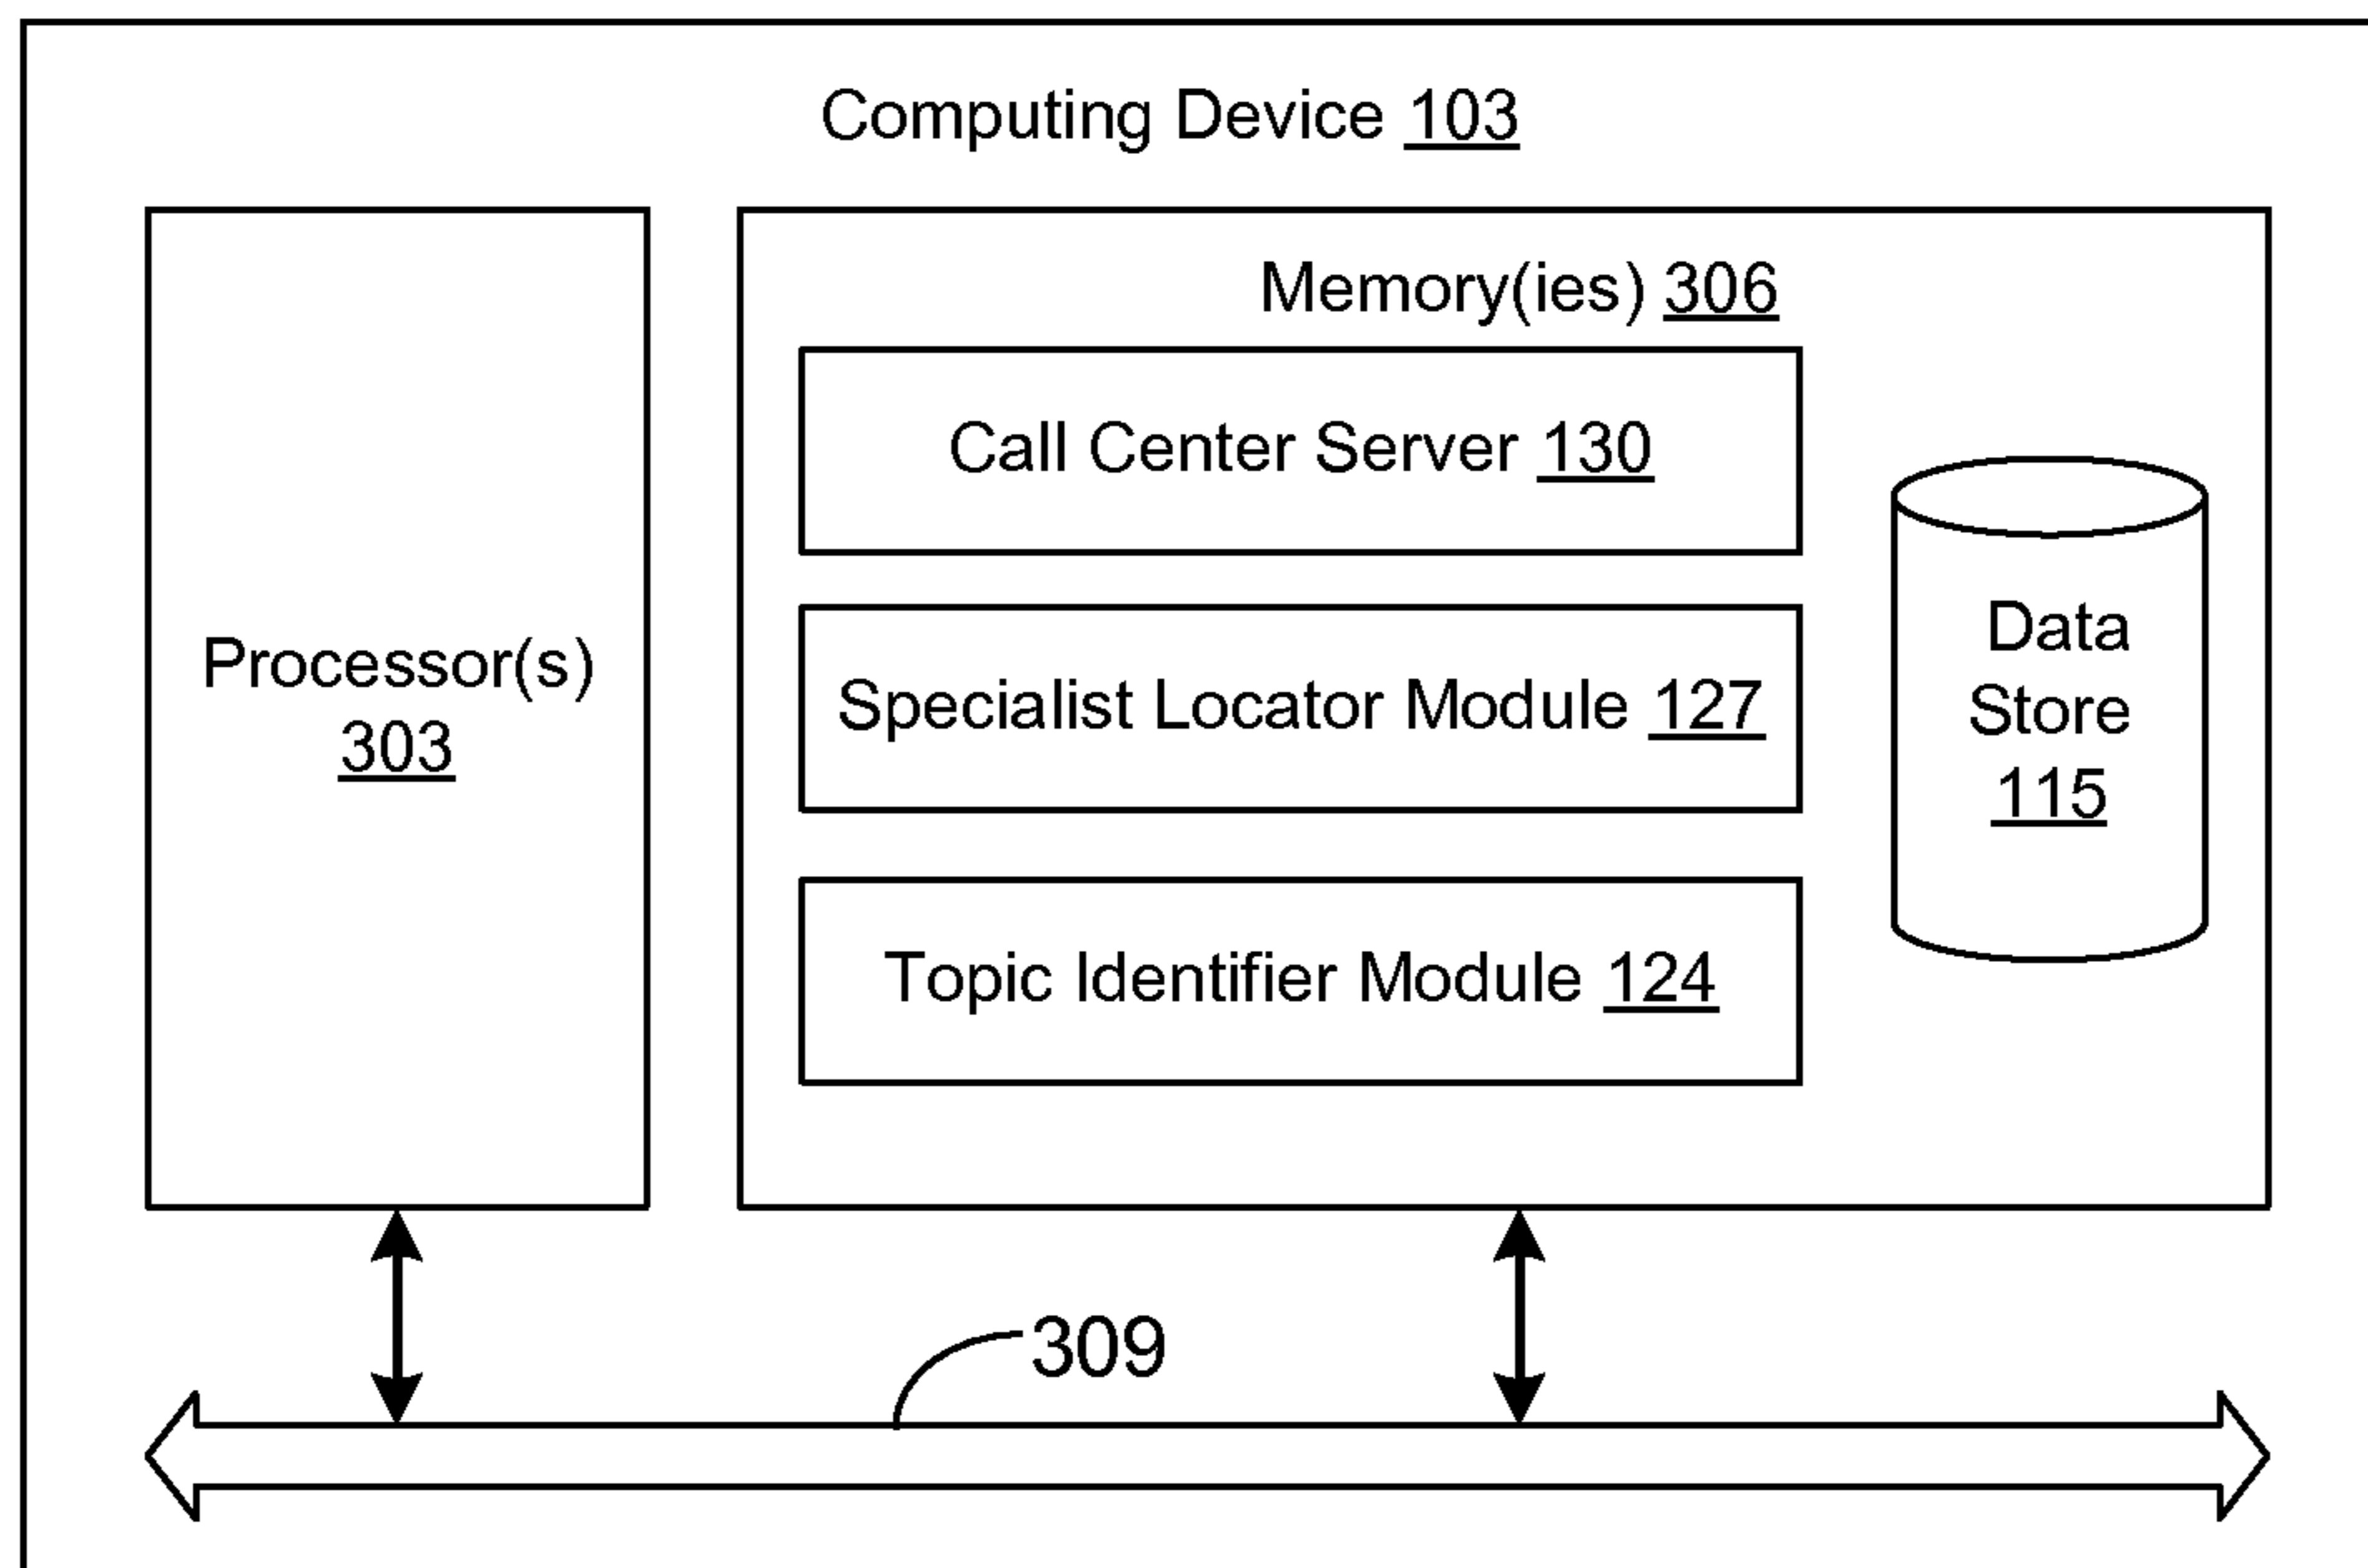 Computing Device 103
Processor(s)
303
Memory(ies) 306
Call Center Server 130
Specialist Locator Module 127
Topic Identifier Module 124
Data
Store
115
309